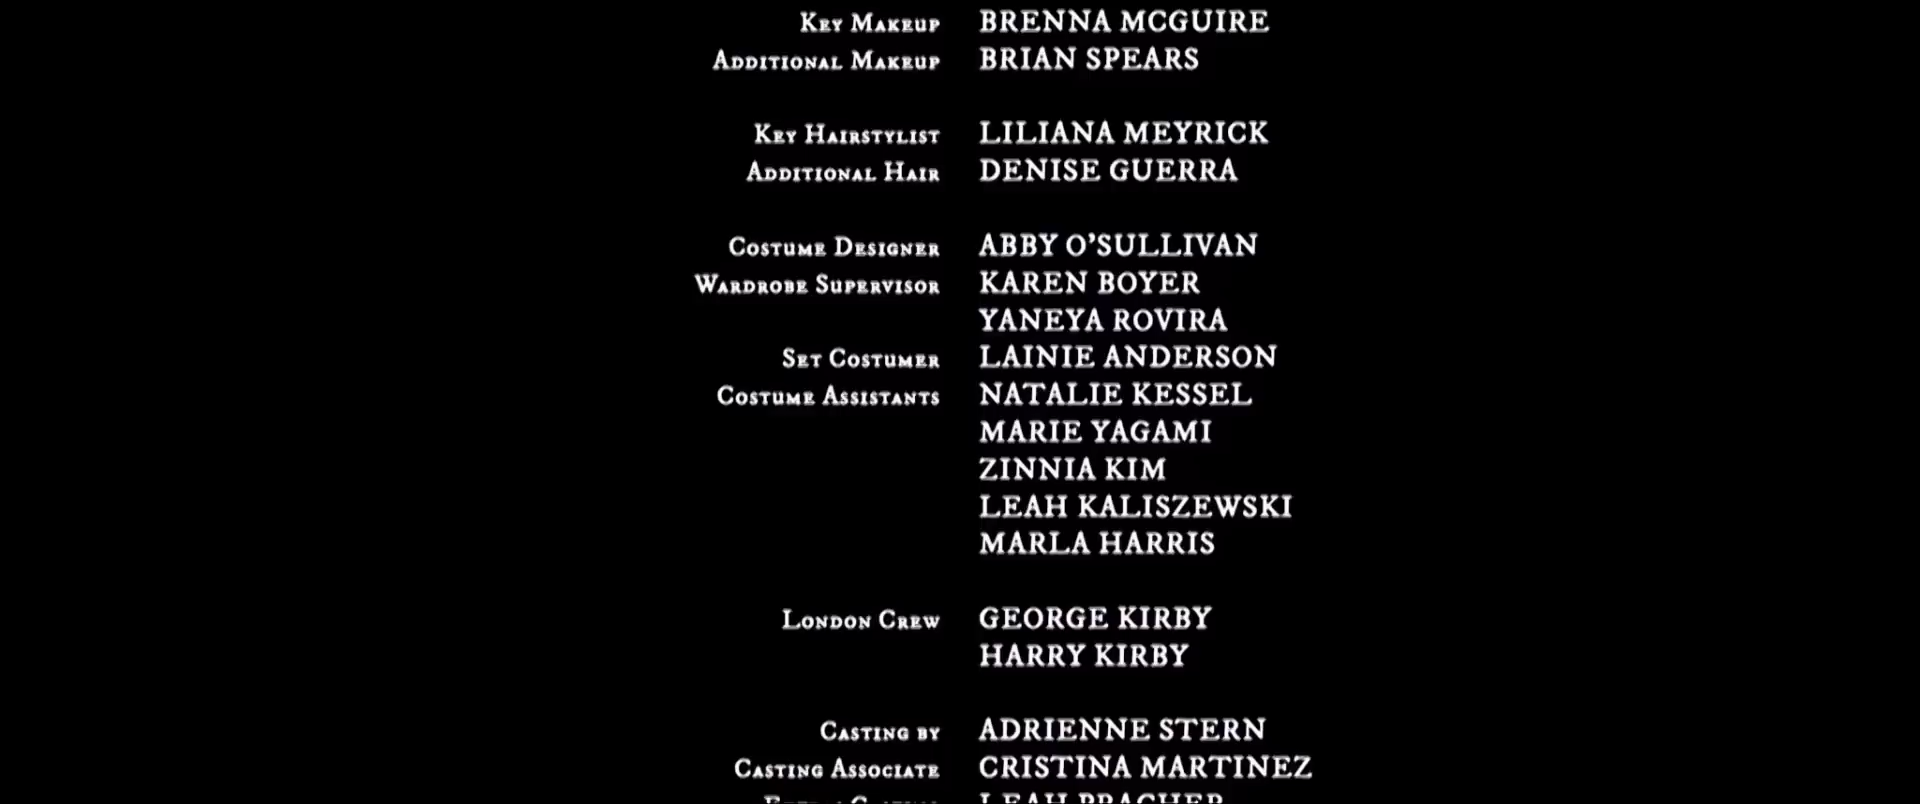 Key Makeup BRENNA MCGUIRE
Additional Makeup BRIAN SPEARS
Key Hairstylist LILIANA MEYRICK
Additional Hair DENISE GUERRA
Costume Designer ABBY O’SULLIVAN
Wardrobe Supervisor KAREN BOYER
YANEYA ROVIRA
Set Costumer LAINIE ANDERSON
Costume Assistants NATALIE KESSEL
MARIE YAGAMI
ZINNIA KIM
LEAH KALISZEWSKI
MARLA HARRIS
London Crew GEORGE KIRBY
HARRY KIRBY
Casting by ADRIENNE STERN
Casting Associate CRISTINA MARTINEZ
LEAH